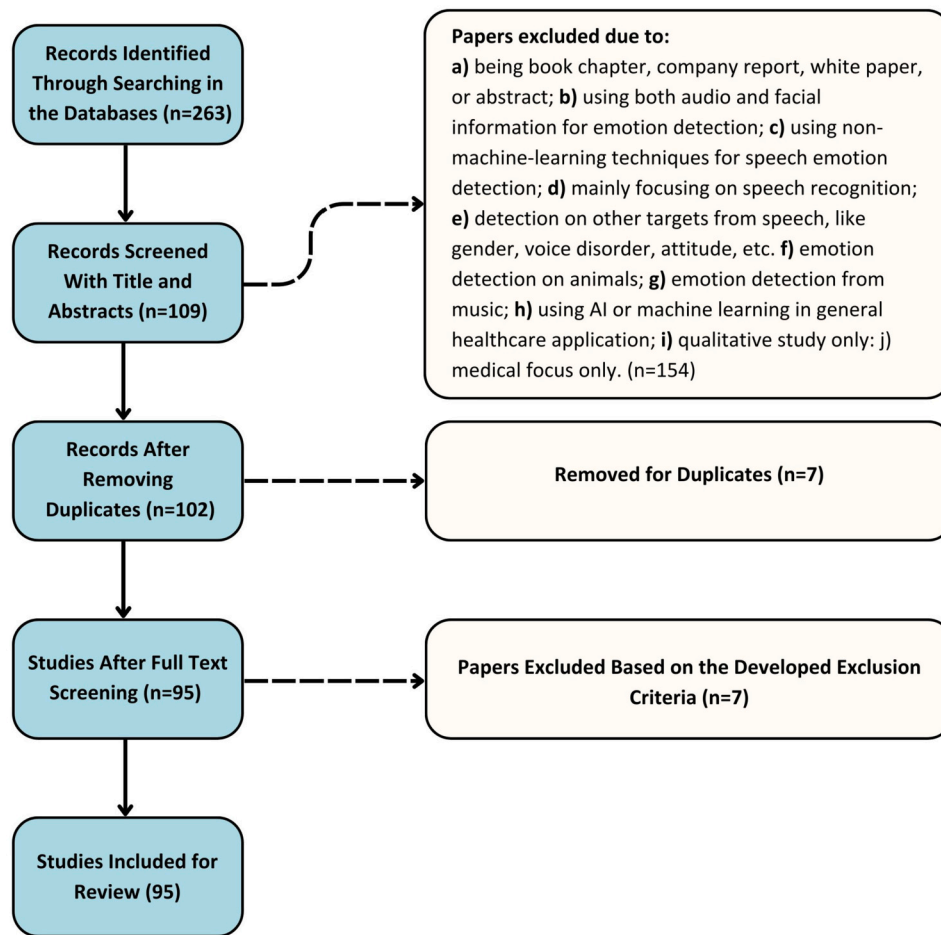 Records Identified
Through Searching in
the Databases (n=263)
Papers excluded due to:
a) being book chapter, company report, white paper,
or abstract; b) using both audio and facial
information for emotion detection; c) using non-
machine-learning techniques for speech emotion
detection; d) mainly focusing on speech recognition;
e) detection on other targets from speech, like
gender, voice disorder, attitude, etc. f) emotion
detection on animals; g) emotion detection from
music; h) using AI or machine learning in general
healthcare application; i) qualitative study only: j)
medical focus only. (n=154)
Records Screened
With Title and
Abstracts (n=109)
Records After
Removing
Duplicates (n=102)
Removed for Duplicates (n=7)
Studies After Full Text
Screening (n=95)
Papers Excluded Based on the Developed Exclusion
Criteria (n=7)
Studies Included for
Review (95)